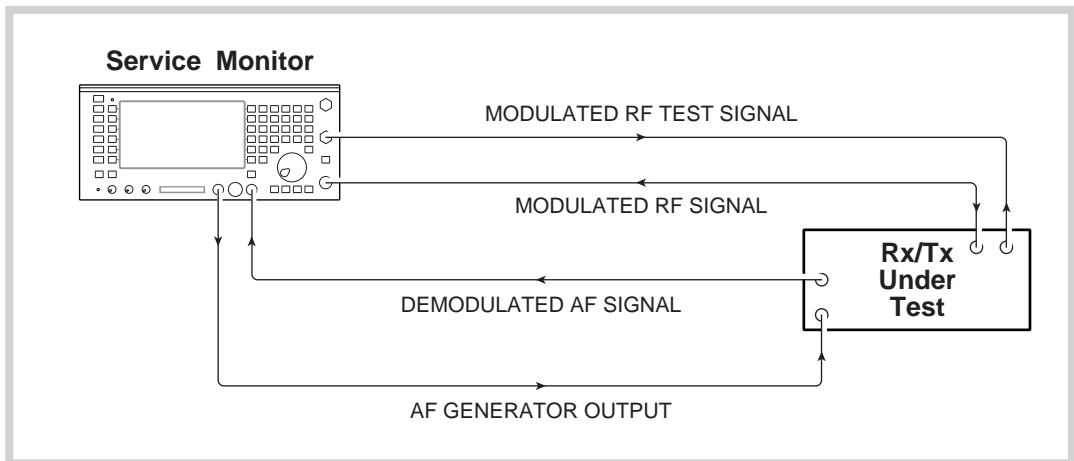 Service Monitor
MODULATED RF TEST SIGNAL
MODULATED RF SIGNAL
Rx/Tx
Under
Test
DEMODULATED AF SIGNAL
AF GENERATOR OUTPUT